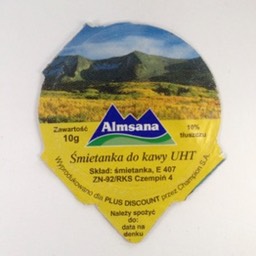 Zawartość
10g
Almsana
10%
tłuszczu
Śmietanka do kawy UHT
Skład: śmietanka, E 407
ZN-92/RKS Czempiń 4
Wyprodukowano dla PLUS DISCOUNT przez Champion S.A.
Należy spożyć
do:
data na
denku